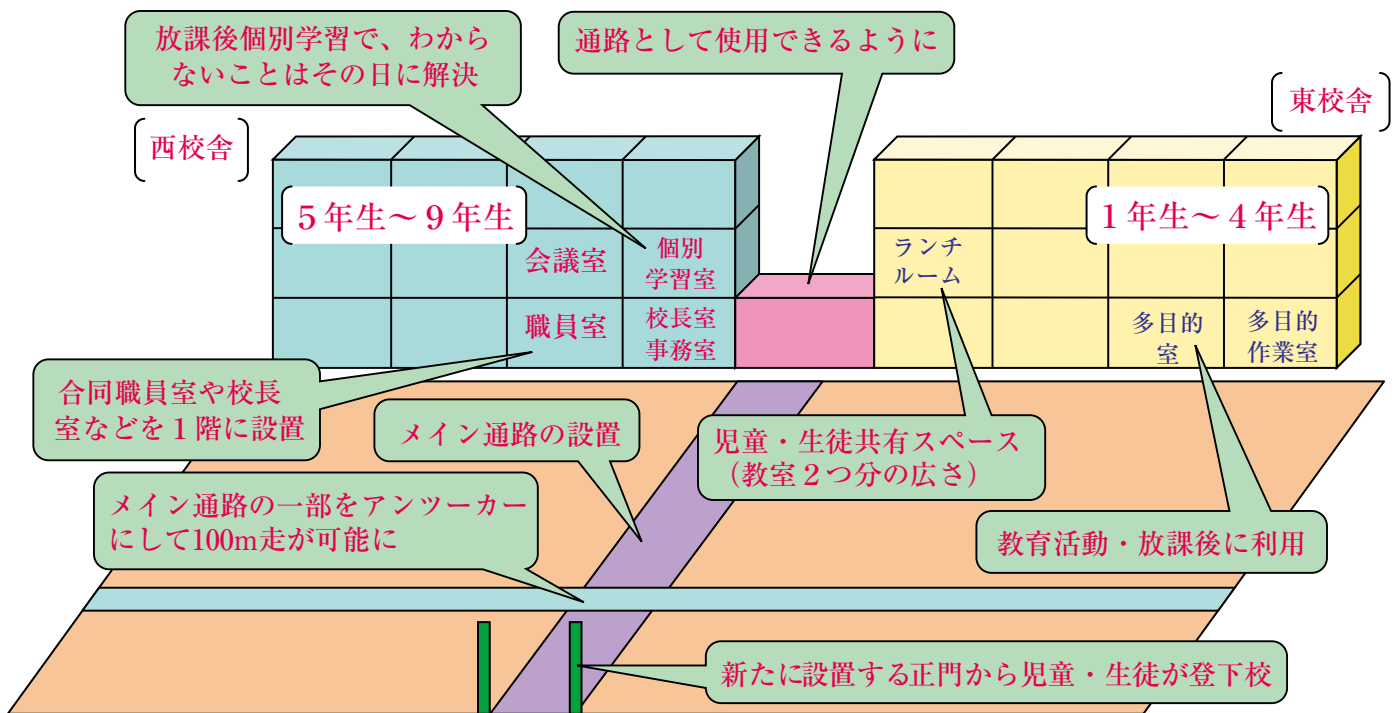 放課後個別学習で、わから
ないことはその日に解決
通路として使用できるように
西校舎
東校舎
5年生〜9年生
1年生〜4年生
会議室
個別
学習室
ランチ
ルーム
職員室
校長室
事務室
多目的
室
多目的
作業室
合同職員室や校長
室などを1階に設置
メイン通路の設置
児童・生徒共有スペース
（教室2つ分の広さ）
メイン通路の一部をアンツーカー
にして100m走が可能に
教育活動・放課後に利用
新たに設置する正門から児童・生徒が登下校